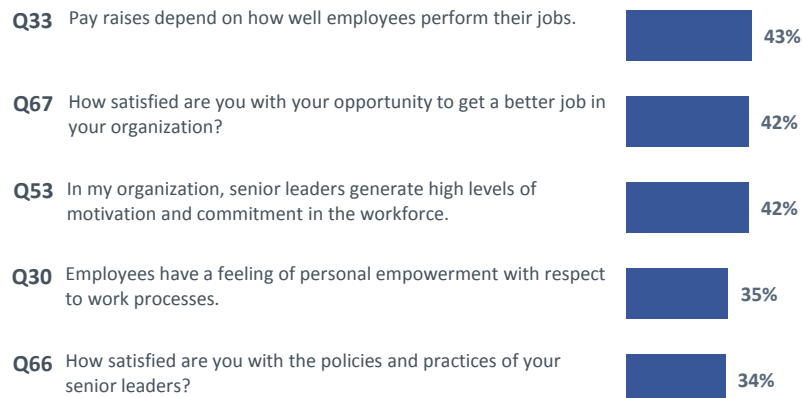 Q33 Pay raises depend on how well employees perform their jobs. 43%
Q67 How satisfied are you with your opportunity to get a better job in
your organization? 42%
Q53 In my organization, senior leaders generate high levels of
motivation and commitment in the workforce. 42%
Q30 Employees have a feeling of personal empowerment with respect
to work processes. 35%
Q66 How satisfied are you with the policies and practices of your
senior leaders? 34%